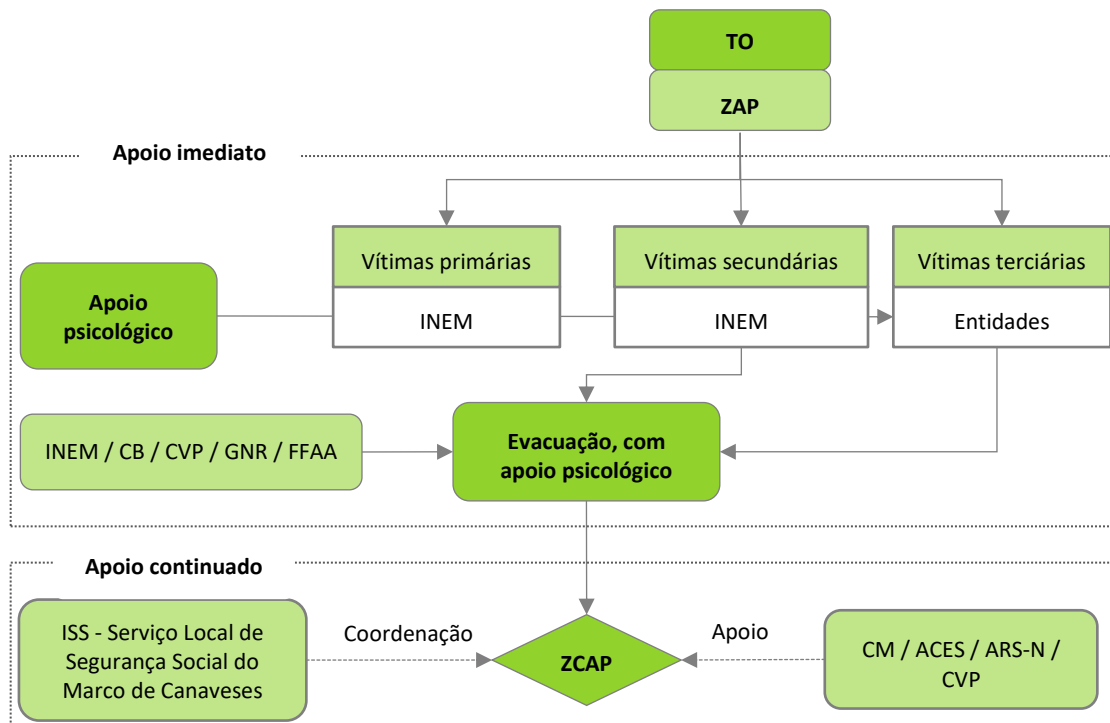 TO
ZAP
Apoio imediato
Vítimas primárias
Vítimas secundárias
Vítimas terciárias
Apoio
psicológico
INEM
INEM
Entidades
INEM / CB / CVP / GNR / FFAA
Evacuação, com
apoio psicológico
Apoio continuado
ISS - Serviço Local de
Segurança Social do
Marco de Canaveses
Coordenação
ZCAP
Apoio
CM / ACES / ARS-N /
CVP